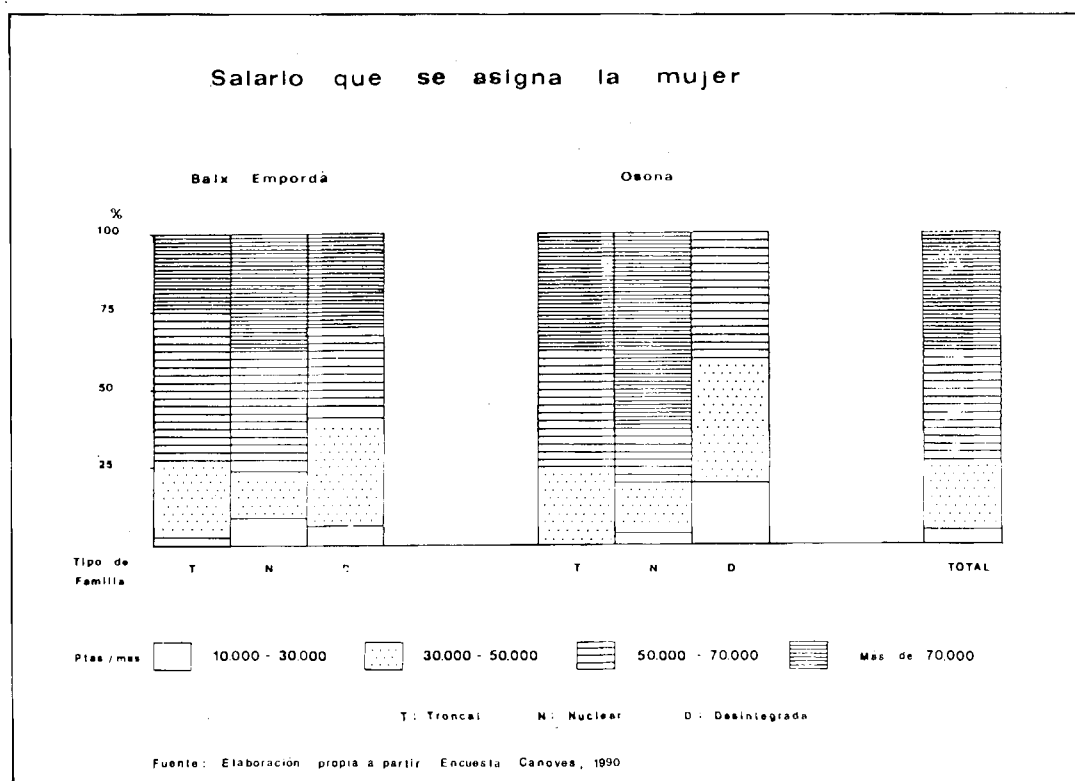 Salario que se asigna la mujer
Baix Empordà Osona
%
100
75
50
25
Tipo de Familia T N D T N D TOTAL
Ptas/mes 10.000 - 30.000 30.000 - 50.000 50.000 - 70.000 Mas de 70.000
T: Troncal N: Nuclear D: Desintegrada
Fuente: Elaboración propia a partir Encuesta Canoves, 1990